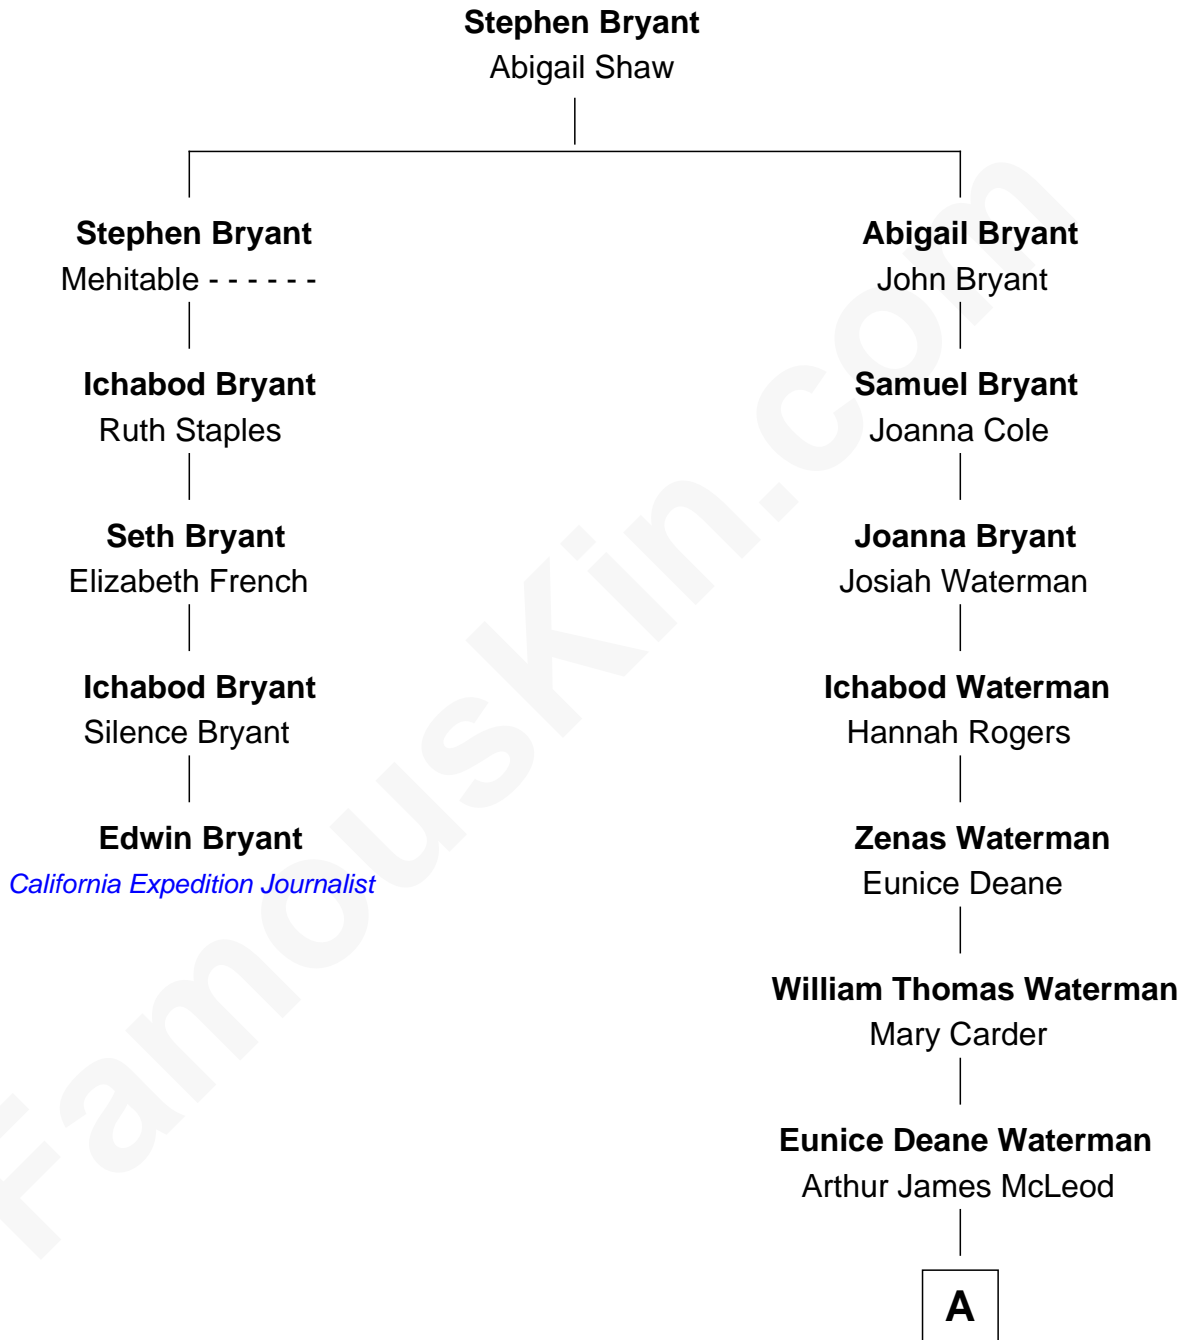 Stephen Bryant
Abigail Shaw
Stephen Bryant
Mehitable - - - - - -
Abigail Bryant
John Bryant
Ichabod Bryant
Ruth Staples
Samuel Bryant
Joanna Cole
Seth Bryant
Elizabeth French
Joanna Bryant
Josiah Waterman
Ichabod Bryant
Silence Bryant
Ichabod Waterman
Hannah Rogers
Edwin Bryant
California Expedition Journalist
Zenas Waterman
Eunice Deane
William Thomas Waterman
Mary Carder
Eunice Deane Waterman
Arthur James McLeod
A
FamousKin.com